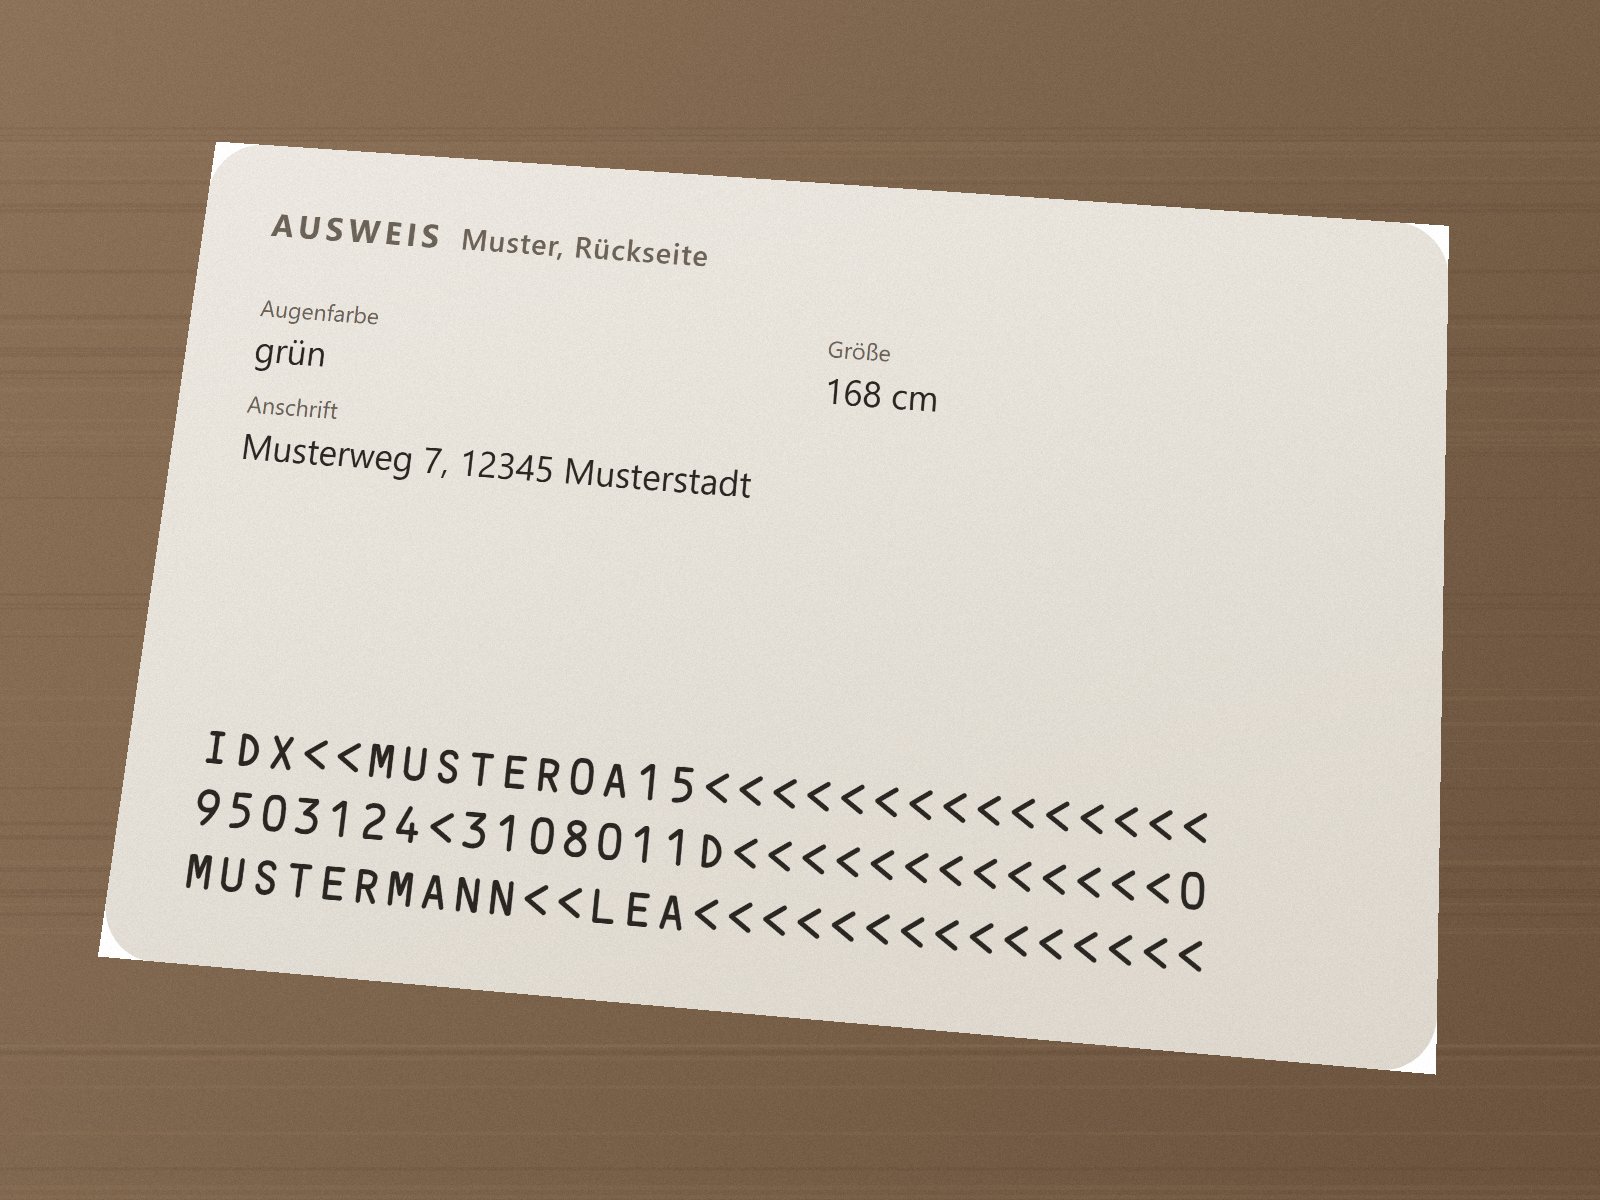 AUSWEIS Muster, Rückseite
Augenfarbe
grün
Größe
168 cm
Anschrift
Musterweg 7, 12345 Musterstadt
IDX<<MUSTER0A15<<<<<<<<<<<<<<<
9503124<3108011D<<<<<<<<<<<<<0
MUSTERMANN<<LEA<<<<<<<<<<<<<<<